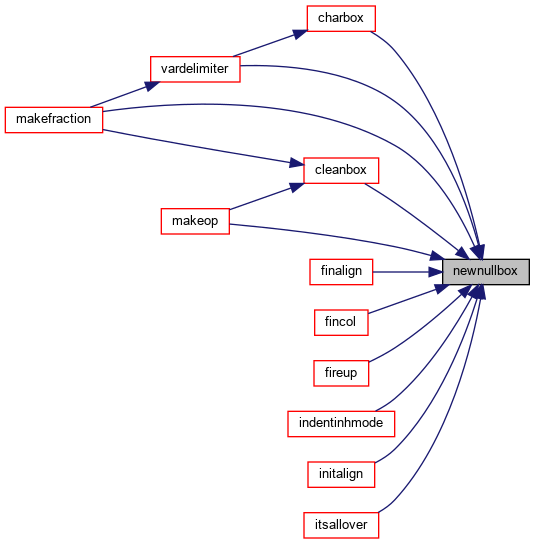 charbox
vardelimiter
makefraction
cleanbox
makeop
newnullbox
finalign
fincol
fireup
indentinhmode
initalign
itsallover